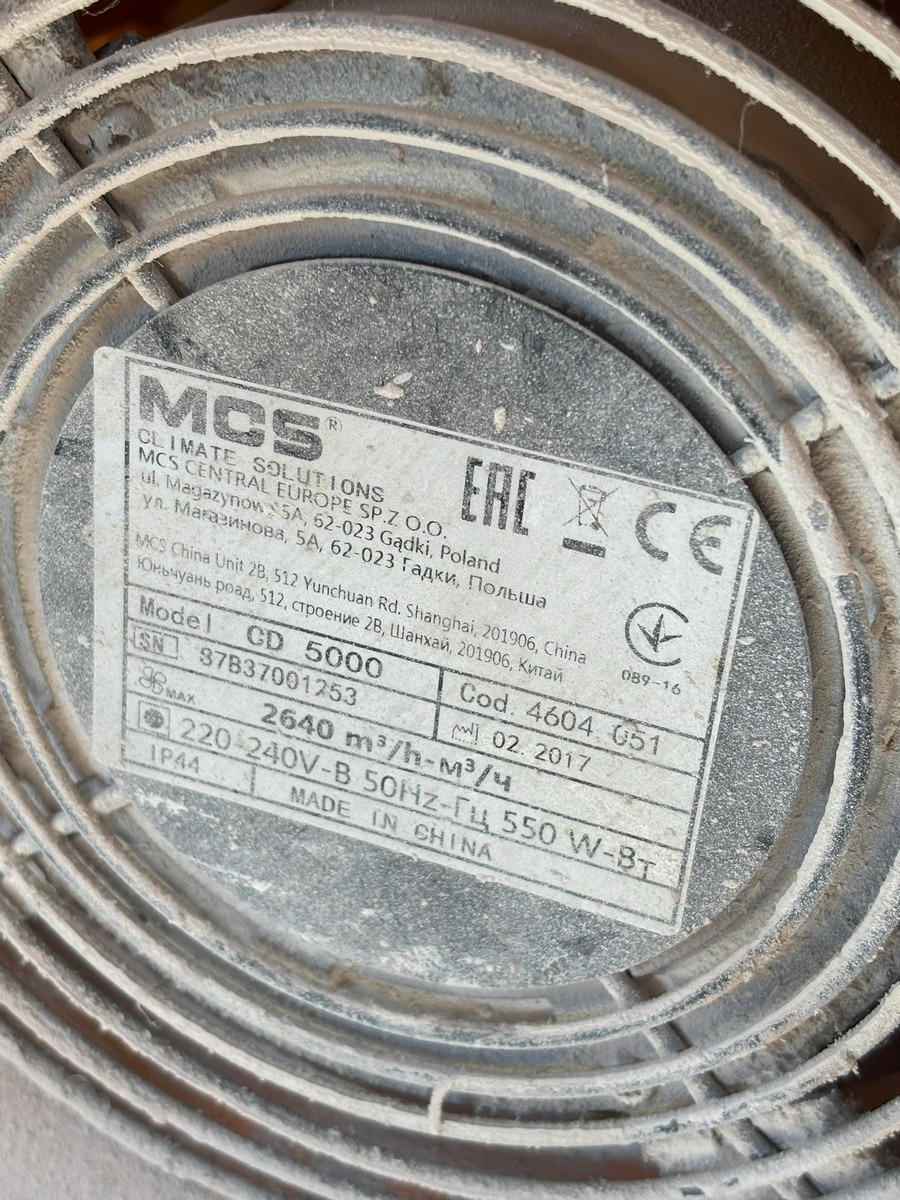 MCS®
CLIMATE SOLUTIONS
MCS CENTRAL EUROPE SP.Z O.O.
ul. Magazynowa 5A, 62-023 Gądki, Poland
ул. Магазинова, 5A, 62-023 Гадки, Польша
MCS China Unit 2B, 512 Yunchuan Rd. Shanghai, 201906, China
Юньчуань роад, 512, строение 2В, Шанхай, 201906, Китай
EAC
CE
089-16
Model CD 5000
Cod. 4604 051
SN 87B37001253
02. 2017
MAX 2640 m³/h-м³/ч
220-240V-В 50Hz-Гц 550 W-Вт
IP44
MADE IN CHINA